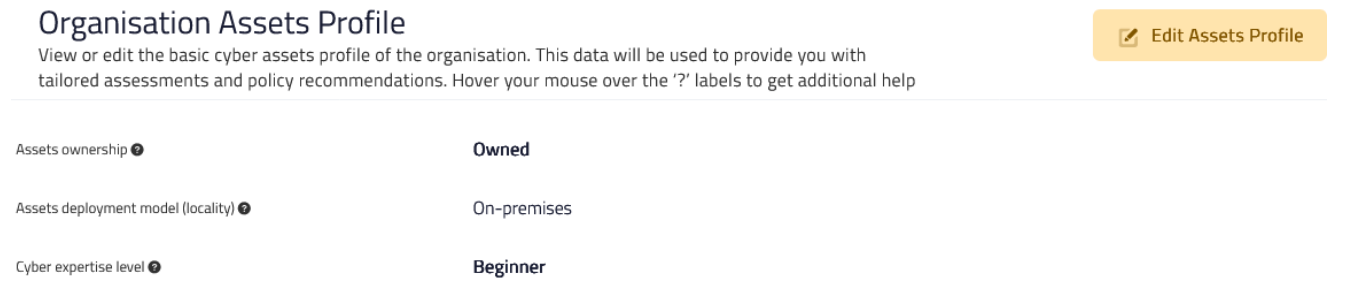 Organisation Assets Profile
Edit Assets Profile
View or edit the basic cyber assets profile of the organisation. This data will be used to provide you with
tailored assessments and policy recommendations. Hover your mouse over the ‘?’ labels to get additional help
Assets ownership ?
Owned
Assets deployment model (locality) ?
On-premises
Cyber expertise level ?
Beginner